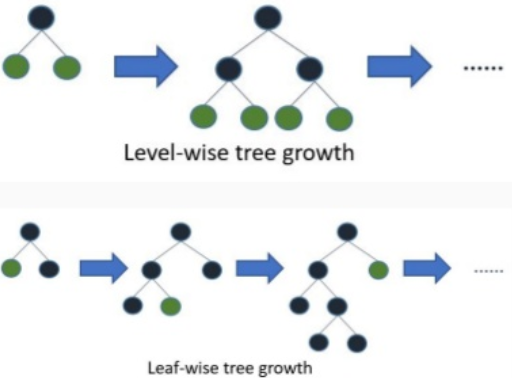 ......
Level-wise tree growth
......
Leaf-wise tree growth